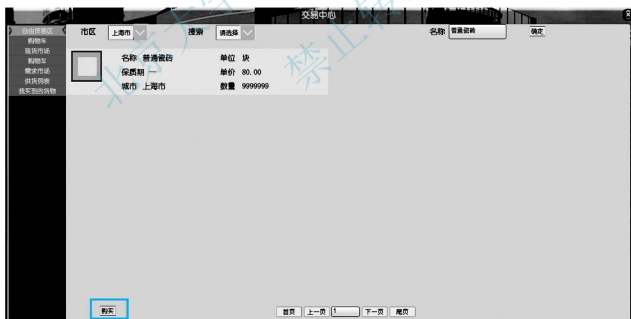 交易中心
自由贸易区
购物车
现货市场
购物车
需求市场
供货列表
我买到的货物
市区 上海市 搜索 请选择 名称 普通瓷砖 确定
名称 普通瓷砖 单位 块
保质期 — 单价 80.00
城市 上海市 数量 9999999
购买
首页 上一页 1 下一页 尾页